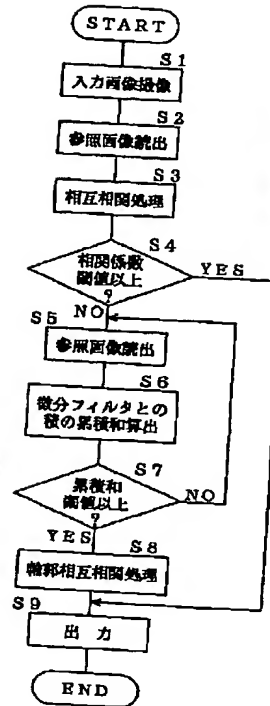 START
S1
入力画像撮像
S2
参照画像読出
S3
相互相関処理
S4
相関係数
閾値以上
?
YES
NO
S5
参照画像読出
S6
微分フィルタとの
積の累積和算出
S7
累積和
閾値以上
?
NO
YES
S8
輪郭相互相関処理
S9
出力
END